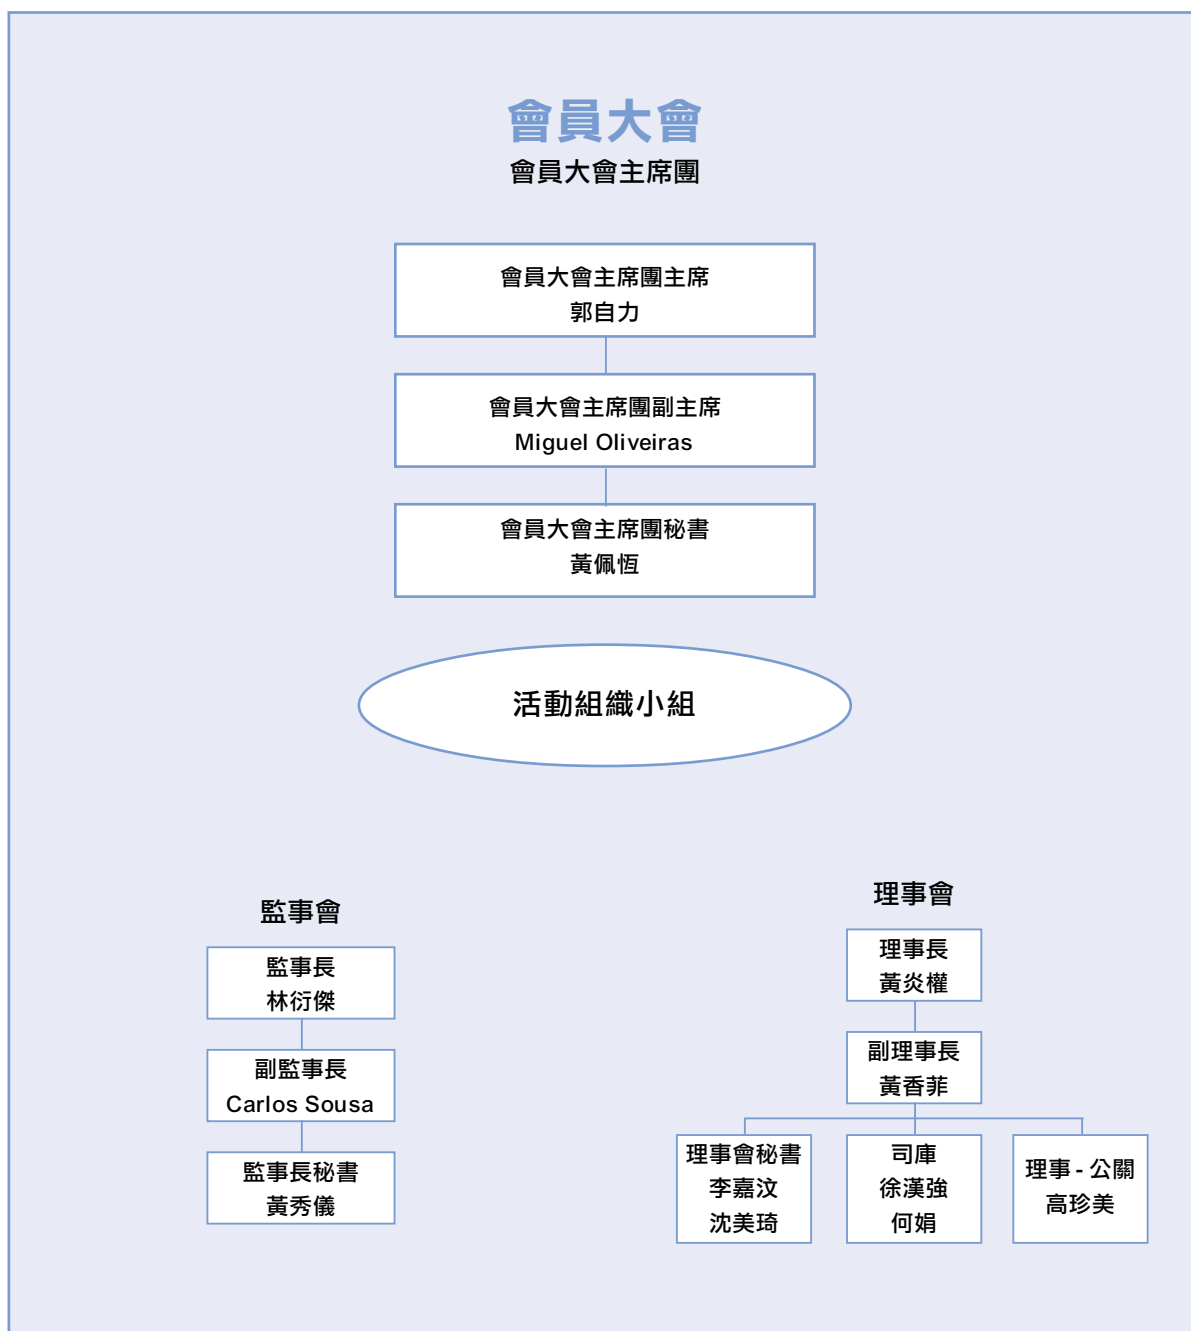 會員大會
會員大會主席團
會員大會主席團主席
郭自力
會員大會主席團副主席
Miguel Oliveiras
會員大會主席團秘書
黃佩恆
活動組織小組
監事會
監事長
林衍傑
副監事長
Carlos Sousa
監事長秘書
黃秀儀
理事會
理事長
黃炎權
副理事長
黃香菲
理事會秘書
李嘉汶
沈美琦
司庫
徐漢強
何娟
理事 - 公關
高珍美